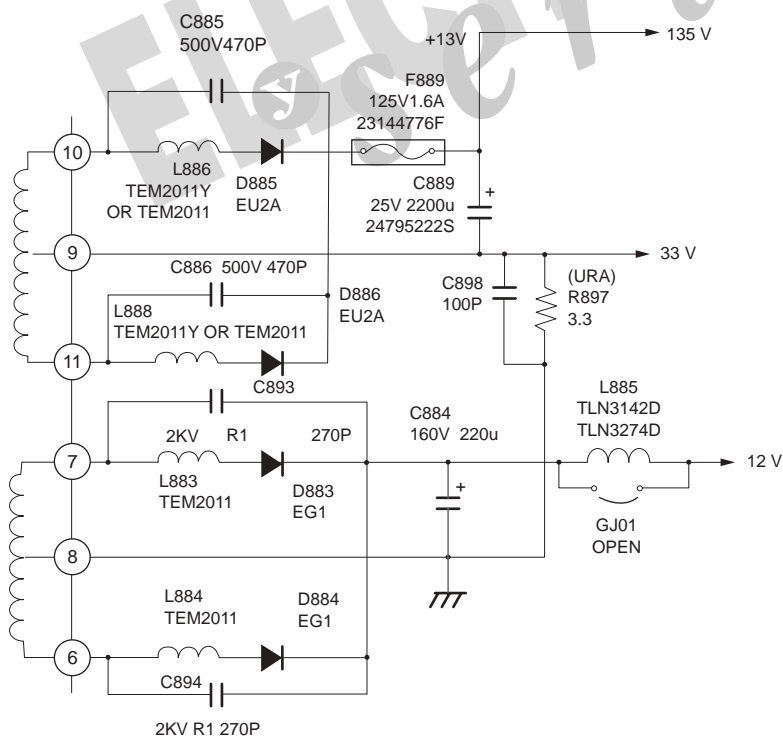 ELECT
y
ser
C885
500V470P
+13V
135 V
F889
125V1.6A
23144776F
10
L886
TEM2011Y
OR TEM2011
D885
EU2A
C889
25V 2200u
24795222S
+
9
33 V
C886 500V 470P
D886
EU2A
C898
100P
(URA)
R897
3.3
L888
TEM2011Y OR TEM2011
11
C893
L885
TLN3142D
TLN3274D
C884
160V 220u
2KV R1 270P
7
12 V
L883
TEM2011
D883
EG1
+
GJ01
OPEN
8
L884
TEM2011
D884
EG1
6
C894
2KV R1 270P